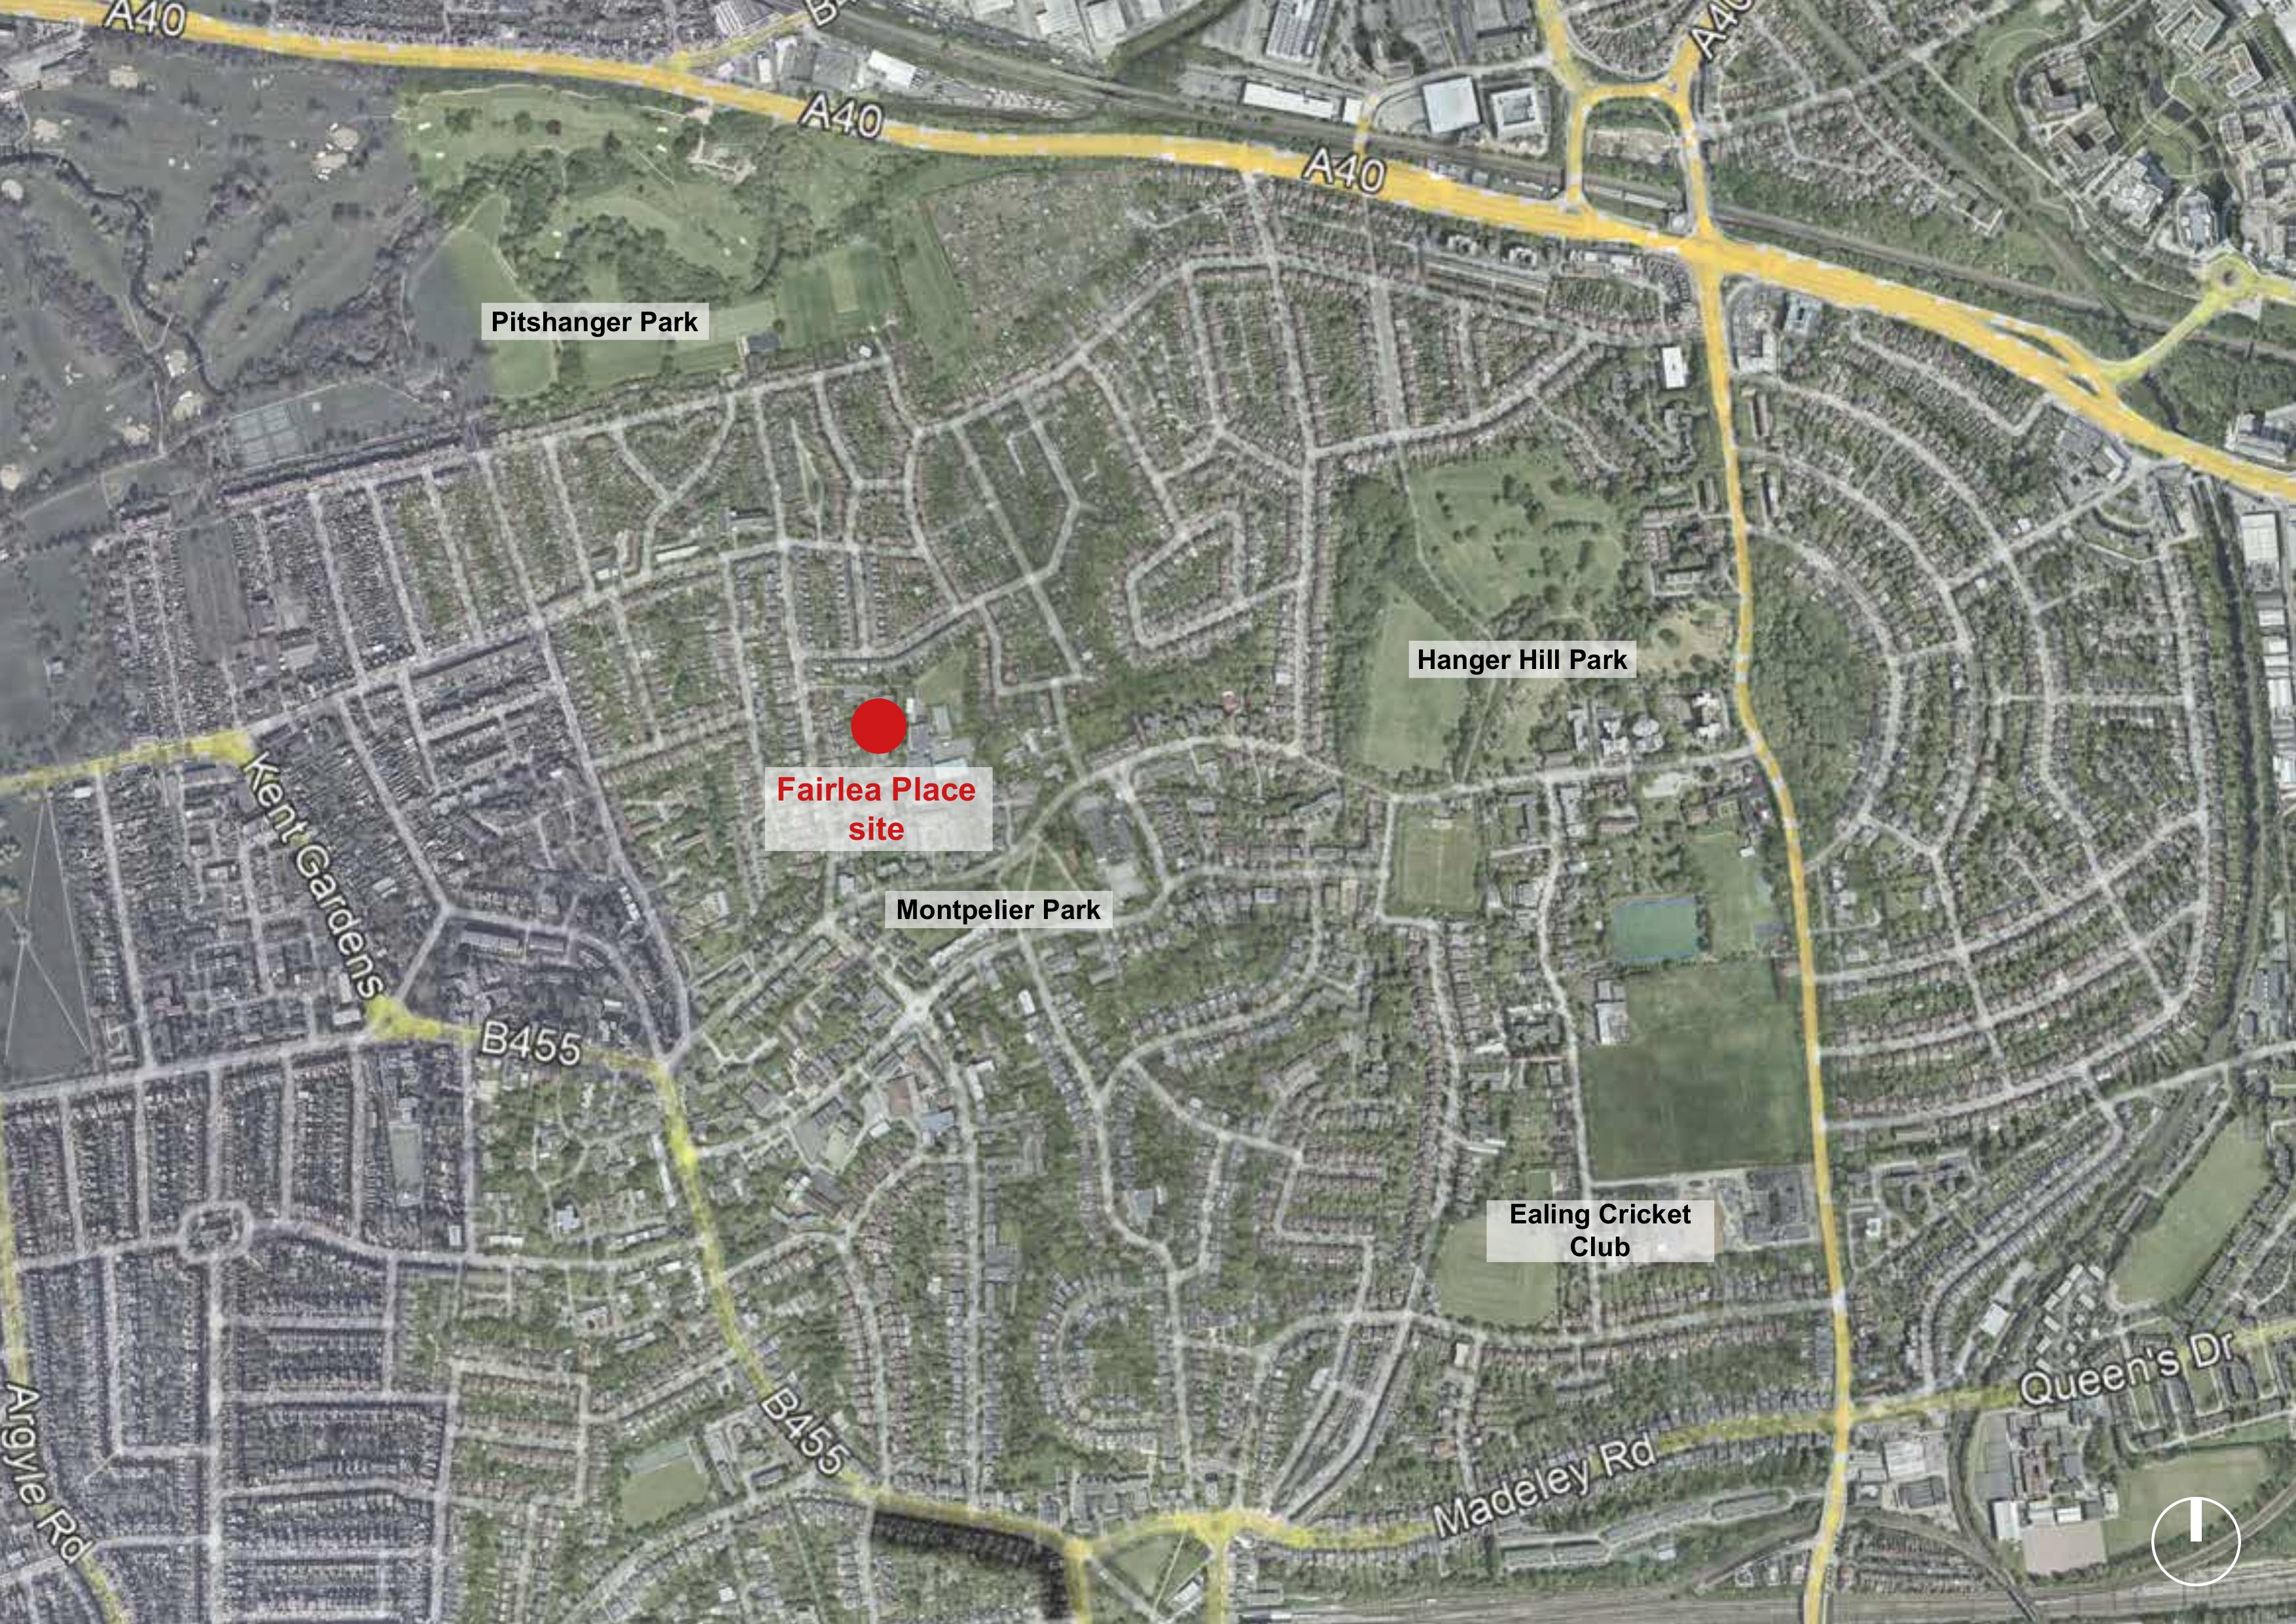 A40
B
A40
A40
A40
Pitshanger Park
Hanger Hill Park
Fairlea Place
site
Kent Gardens
Montpelier Park
B455
Ealing Cricket
Club
Queen's Dr
B455
Argyle Rd
Madeley Rd